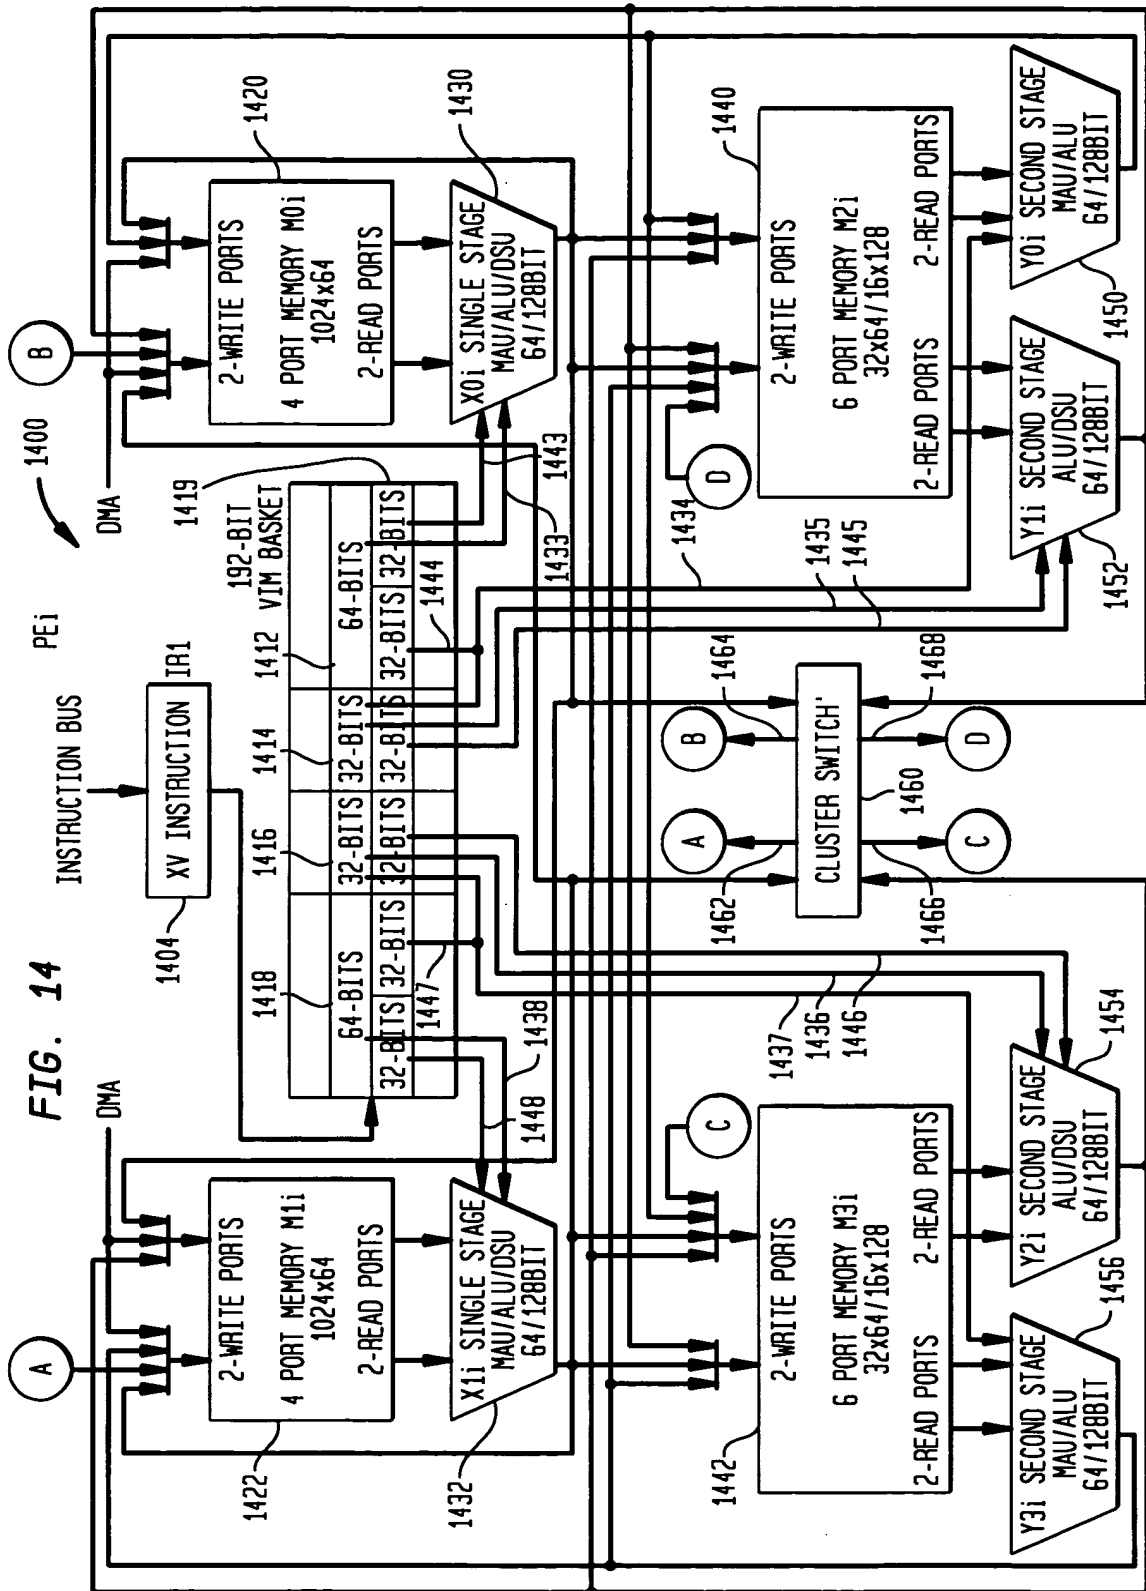 FIG. 14
INSTRUCTION BUS
PEi
1400
XV INSTRUCTION
IR1
1404
A
DMA
DMA
B
192-BIT
VIM BASKET
1418
1416
1414
1412
1419
64-BITS
32-BITS
32-BITS
64-BITS
32-BITS
32-BITS
32-BITS
32-BITS
32-BITS
32-BITS
1447
1444
2-WRITE PORTS
4 PORT MEMORY M1i
1024x64
2-READ PORTS
1422
2-WRITE PORTS
4 PORT MEMORY M0i
1024x64
2-READ PORTS
1420
X1i SINGLE STAGE
MAU/ALU/DSU
64/128BIT
1432
1448
1438
X0i SINGLE STAGE
MAU/ALU/DSU
64/128BIT
1430
1433
1443
1437
1436
1446
1434
1435
1445
C
D
2-WRITE PORTS
6 PORT MEMORY M3i
32x64/16x128
2-READ PORTS
2-READ PORTS
1442
A
B
1462
1464
CLUSTER SWITCH'
1460
1466
1468
C
D
2-WRITE PORTS
6 PORT MEMORY M2i
32x64/16x128
2-READ PORTS
2-READ PORTS
1440
Y3i SECOND STAGE
MAU/ALU
64/128BIT
1456
Y2i SECOND STAGE
ALU/DSU
64/128BIT
1454
Y1i SECOND STAGE
ALU/DSU
64/128BIT
1452
Y0i SECOND STAGE
MAU/ALU
64/128BIT
1450